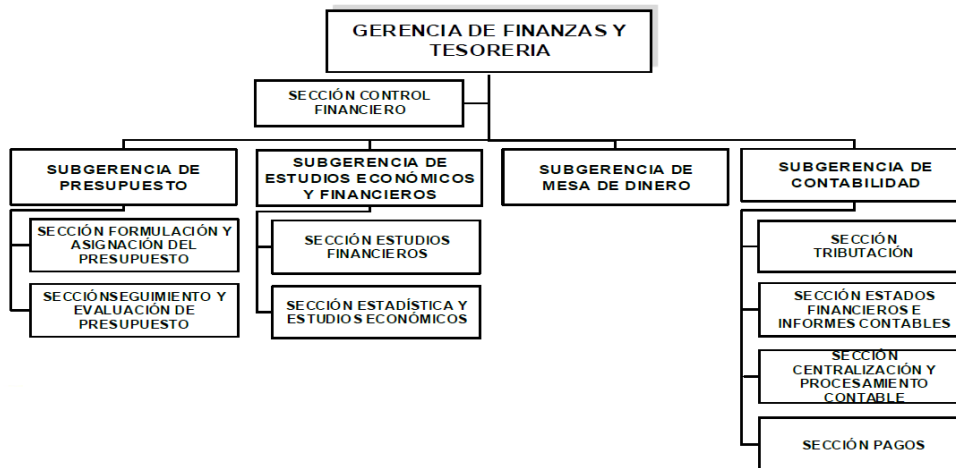 GERENCIA DE FINANZAS Y
TESORERIA
SECCIÓN CONTROL
FINANCIERO
SUBGERENCIA DE
PRESUPUESTO
SECCIÓN FORMULACIÓN Y
ASIGNACIÓN DEL
PRESUPUESTO
SECCIÓNSEGUIMIENTO Y
EVALUACIÓN DE
PRESUPUESTO
SUBGERENCIA DE
ESTUDIOS ECONÓMICOS
Y FINANCIEROS
SECCIÓN ESTUDIOS
FINANCIEROS
SECCIÓN ESTADÍSTICA Y
ESTUDIOS ECONÓMICOS
SUBGERENCIA DE
MESA DE DINERO
SUBGERENCIA DE
CONTABILIDAD
SECCIÓN
TRIBUTACIÓN
SECCIÓN ESTADOS
FINANCIEROS E
INFORMES CONTABLES
SECCIÓN
CENTRALIZACIÓN Y
PROCESAMIENTO
CONTABLE
SECCIÓN PAGOS